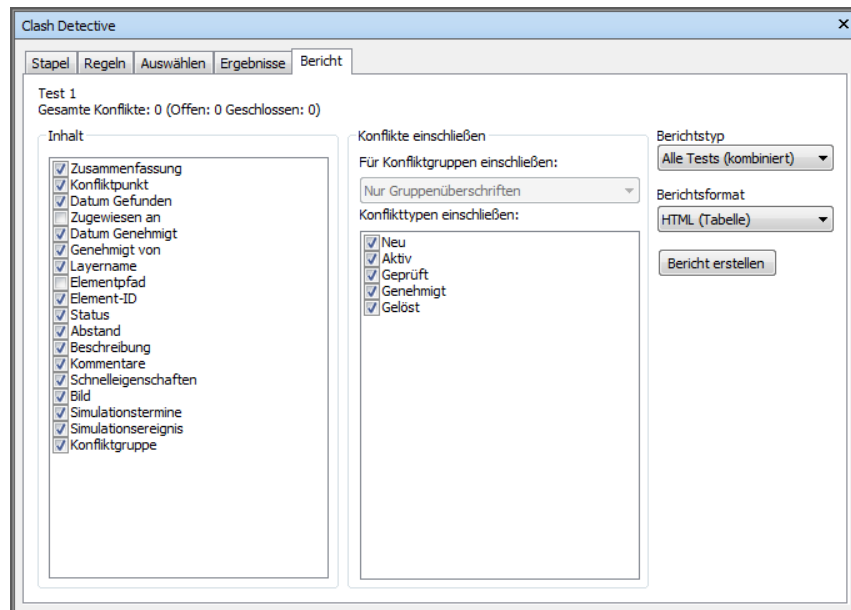 Clash Detective
Stapel Regeln Auswählen Ergebnisse Bericht
Test 1
Gesamte Konflikte: 0 (Offen: 0 Geschlossen: 0)
Inhalt
Zusammenfassung
Konfliktpunkt
Datum Gefunden
Zugewiesen an
Datum Genehmigt
Genehmigt von
Layername
Elementpfad
Element-ID
Status
Abstand
Beschreibung
Kommentare
Schnelleigenschaften
Bild
Simulationstermine
Simulationsereignis
Konfliktgruppe
Konflikte einschließen
Für Konfliktgruppen einschließen:
Nur Gruppenüberschriften
Konflikttypen einschließen:
Neu
Aktiv
Geprüft
Genehmigt
Gelöst
Berichtstyp
Alle Tests (kombiniert)
Berichtsformat
HTML (Tabelle)
Bericht erstellen